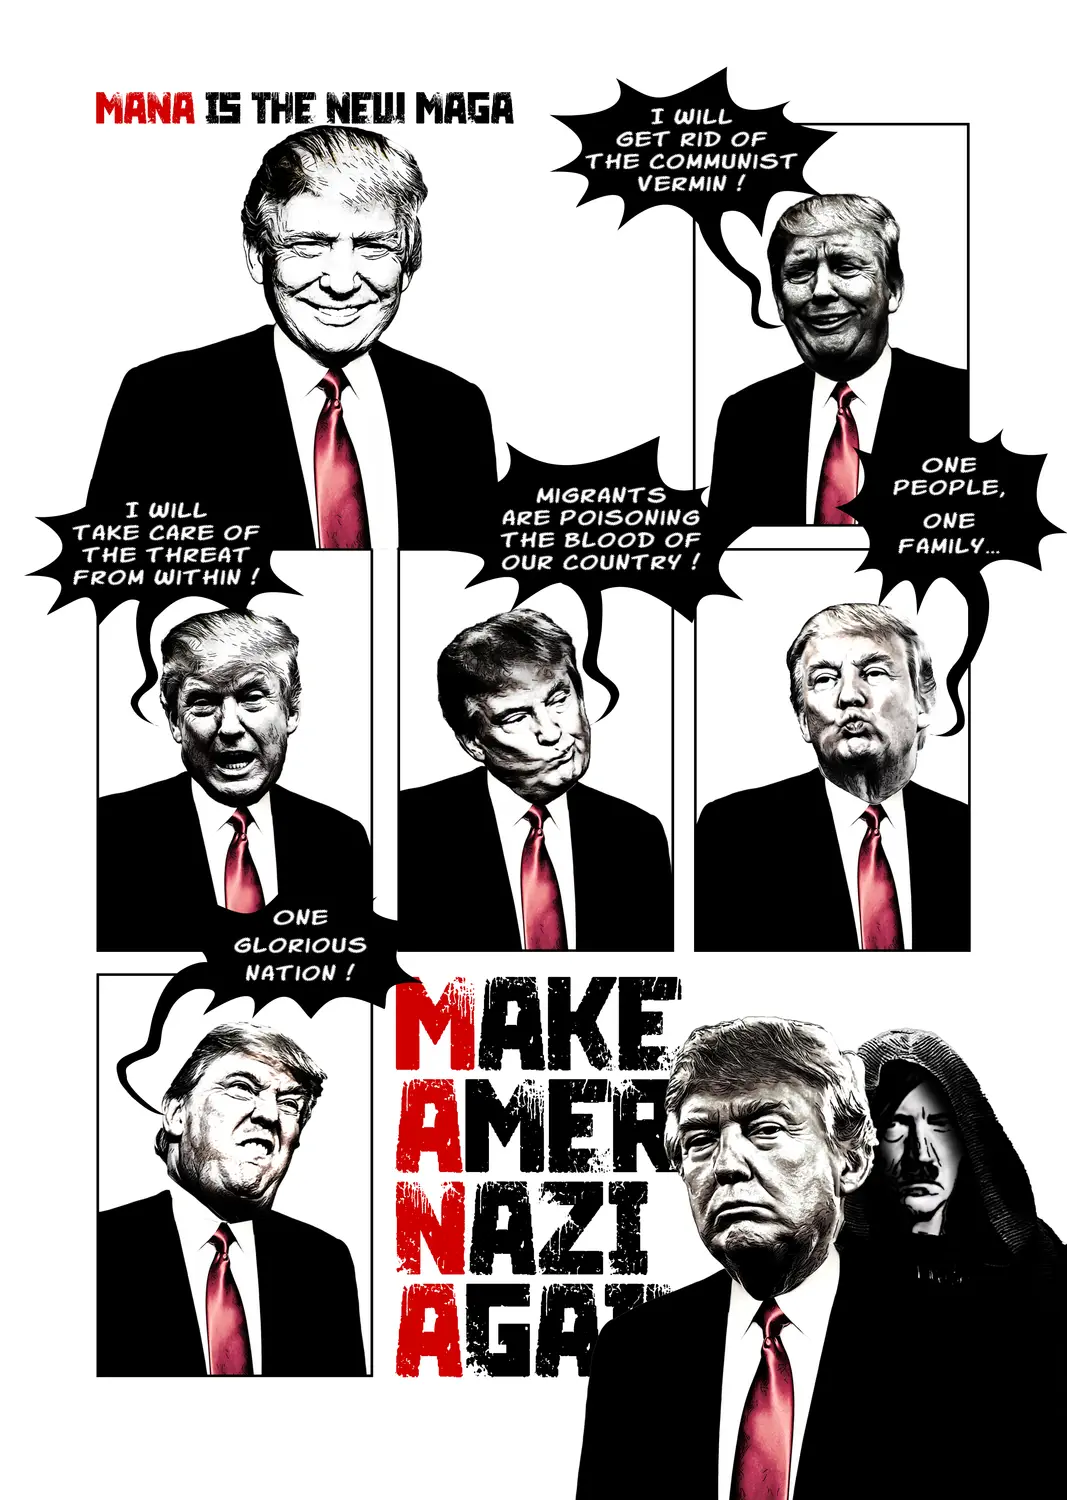 MANA IS THE NEW MAGA
I WILL
GET RID OF
THE COMMUNIST
VERMIN !
I WILL
TAKE CARE OF
THE THREAT
FROM WITHIN !
MIGRANTS
ARE POISONING
THE BLOOD OF
OUR COUNTRY !
ONE
PEOPLE,
ONE
FAMILY...
ONE
GLORIOUS
NATION !
MAKE
AMER
NAZI
AGAI